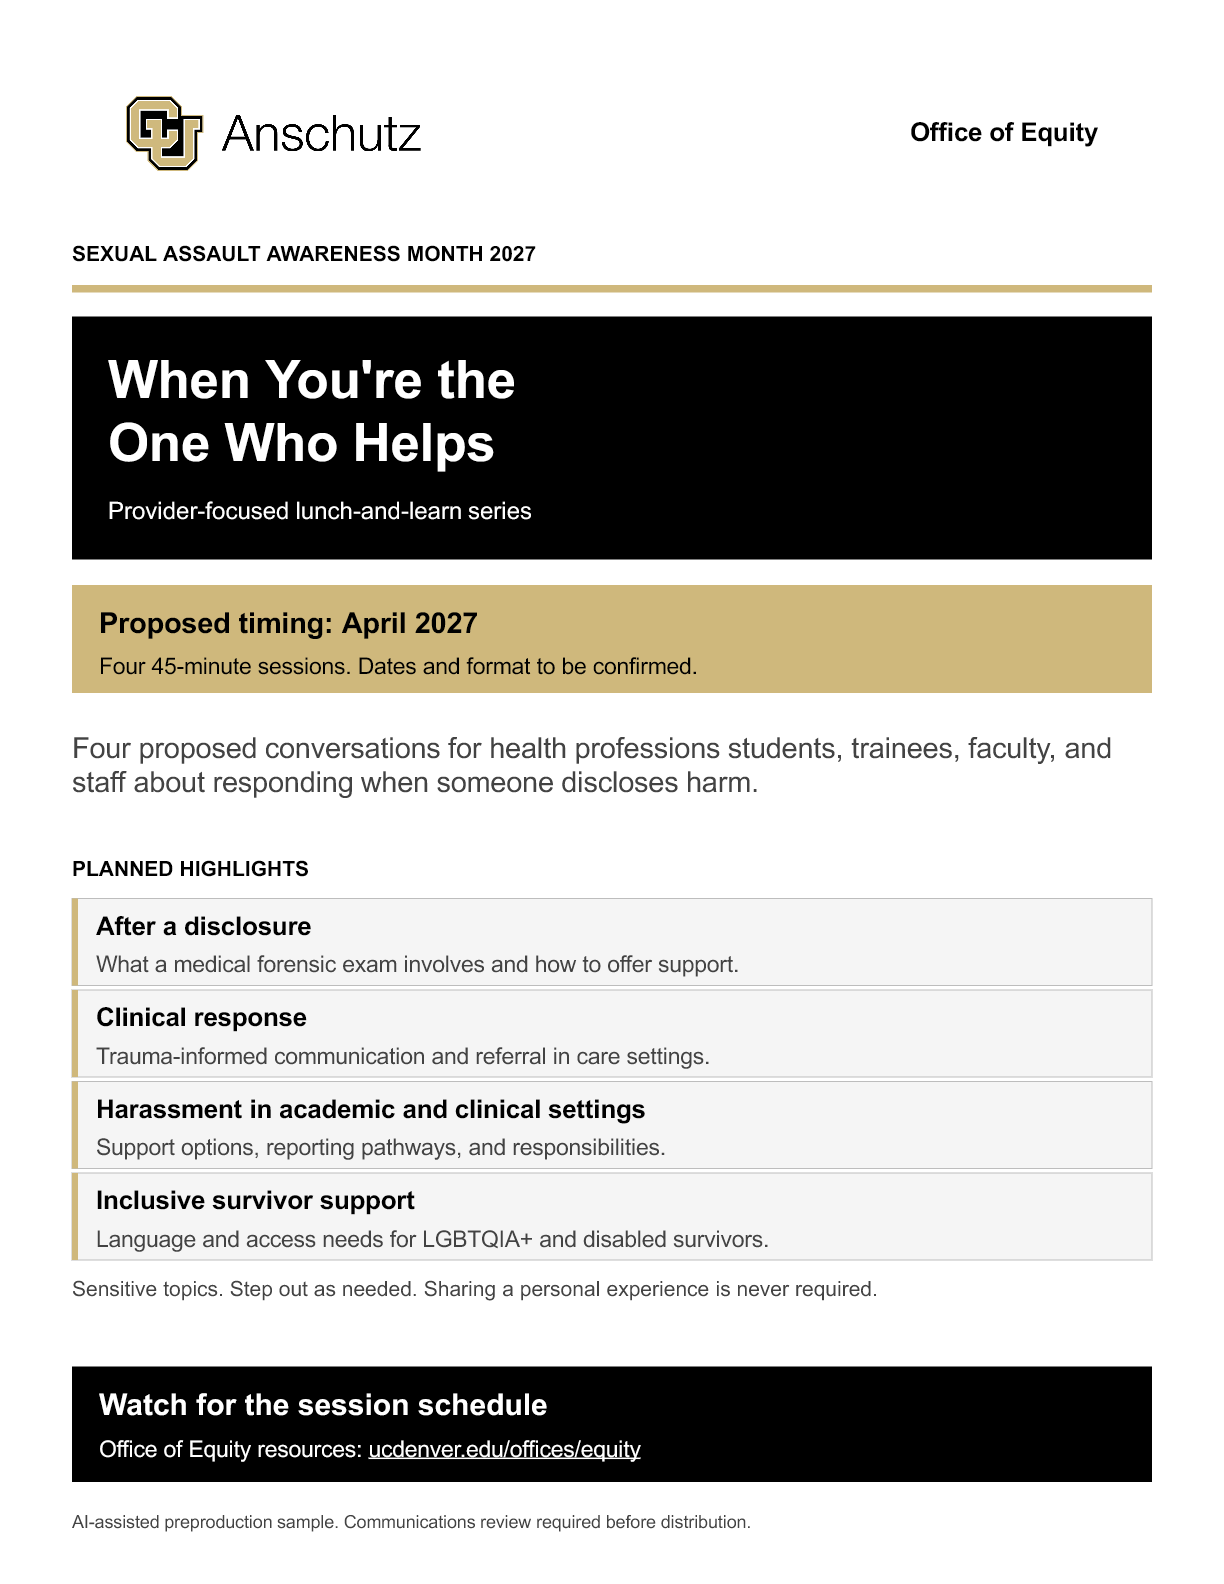 CU Anschutz
Office of Equity
SEXUAL ASSAULT AWARENESS MONTH 2027
When You're the
One Who Helps
Provider-focused lunch-and-learn series
Proposed timing: April 2027
Four 45-minute sessions. Dates and format to be confirmed.
Four proposed conversations for health professions students, trainees, faculty, and
staff about responding when someone discloses harm.
PLANNED HIGHLIGHTS
After a disclosure
What a medical forensic exam involves and how to offer support.
Clinical response
Trauma-informed communication and referral in care settings.
Harassment in academic and clinical settings
Support options, reporting pathways, and responsibilities.
Inclusive survivor support
Language and access needs for LGBTQIA+ and disabled survivors.
Sensitive topics. Step out as needed. Sharing a personal experience is never required.
Watch for the session schedule
Office of Equity resources: ucdenver.edu/offices/equity
AI-assisted preproduction sample. Communications review required before distribution.